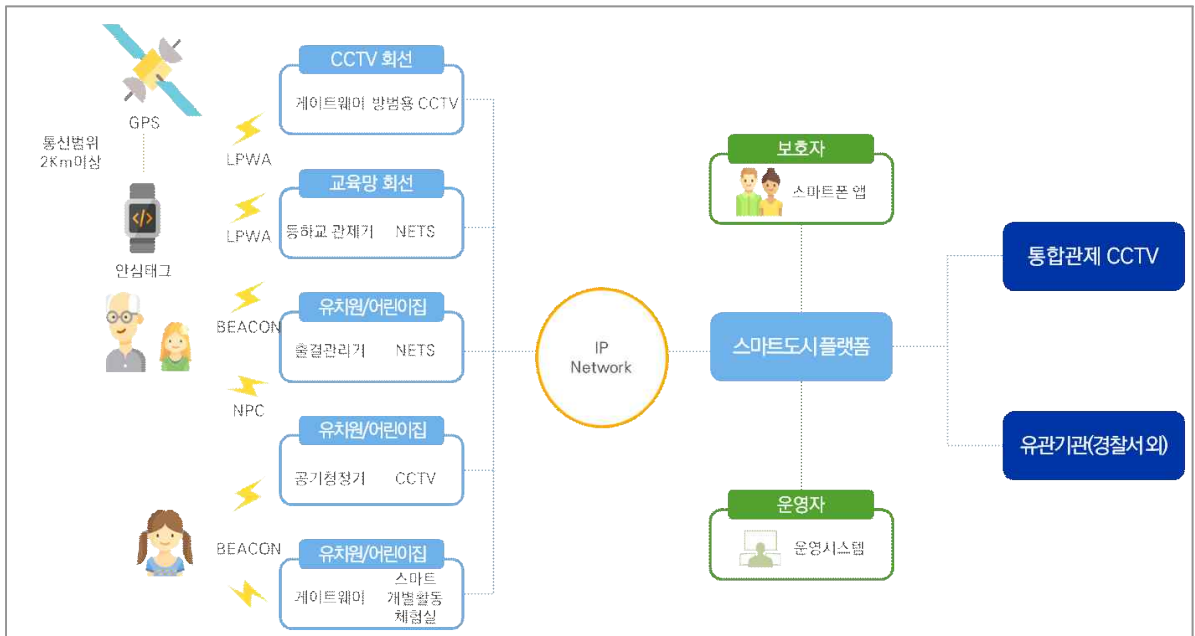 GPS
통신범위
2Km이상
안심태그
LPWA
LPWA
BEACON
NPC
BEACON
CCTV 회선
게이트웨어 방범용 CCTV
교육망 회선
등하교 관제기 NETS
유치원/어린이집
출결관리기 NETS
유치원/어린이집
공기청정기 CCTV
유치원/어린이집
게이트웨어
스마트
개별활동
체험실
IP
Network
보호자
스마트폰 앱
스마트도시 플랫폼
운영자
운영시스템
통합관제 CCTV
유관기관(경찰서 외)